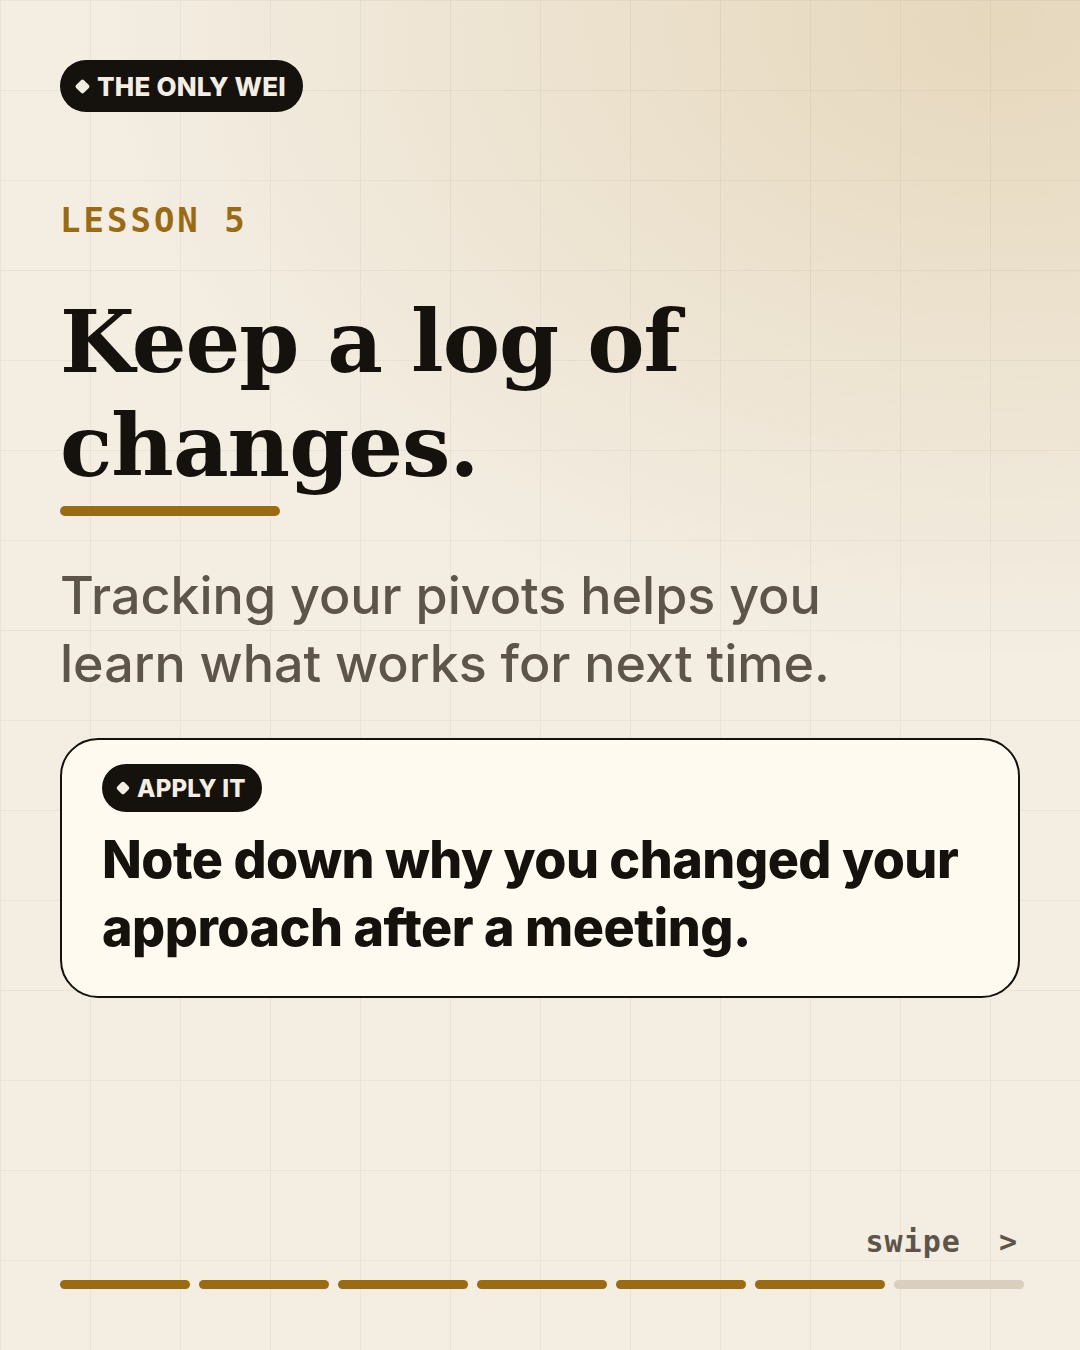 THE ONLY WEI
LESSON 5
Keep a log of
changes.
Tracking your pivots helps you
learn what works for next time.
APPLY IT
Note down why you changed your
approach after a meeting.
swipe >